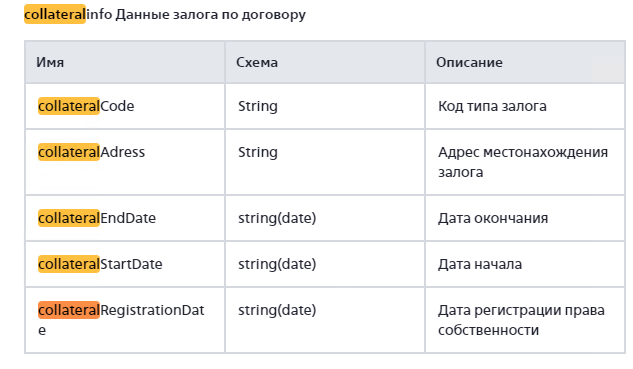 collateralinfo Данные залога по договору
Имя Схема Описание
collateralCode String Код типа залога
collateralAdress String Адрес местонахождения
залога
collateralEndDate string(date) Дата окончания
collateralStartDate string(date) Дата начала
collateralRegistrationDat string(date) Дата регистрации права
e собственности